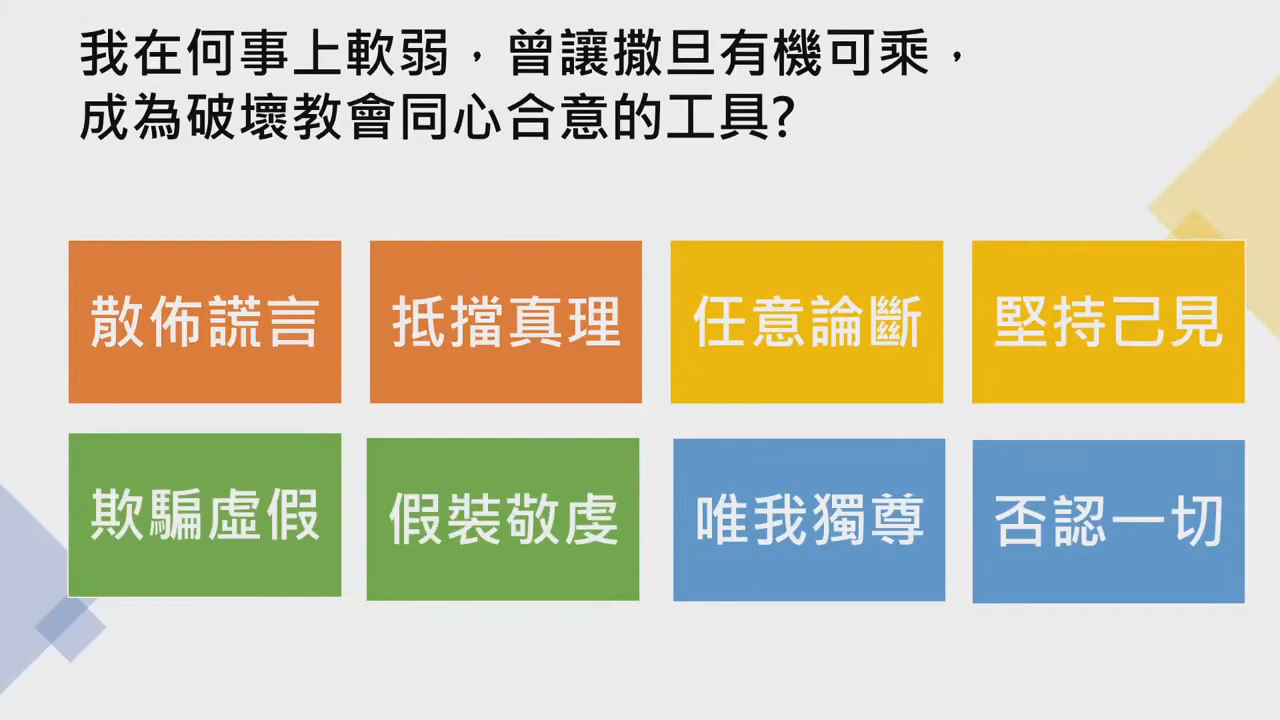 我在何事上軟弱，曾讓撒旦有機可乘，
成為破壞教會同心合意的工具?
散佈謊言
抵擋真理
任意論斷
堅持己見
欺騙虛假
假裝敬虔
唯我獨尊
否認一切